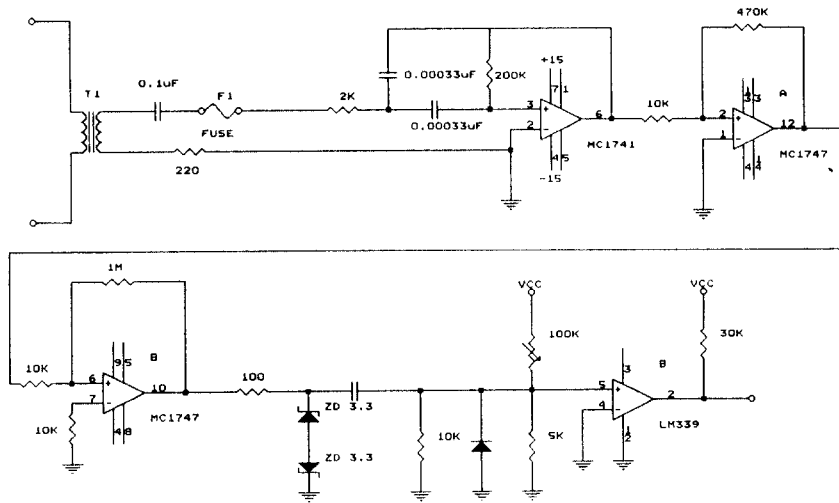 470K
0.1uF
F1
T1
0.00033uF
200K
+15
7 1
2K
0.00033uF
3
2
6
10K
2
1
3 3
A
12
FUSE
MC1741
4 5
-15
4 4
MC1747
220
1M
VCC
VCC
9 5
B
100K
30K
10K
6
7
10
100
3
B
5
4
2
ZD 3.3
MC1747
10K
4 8
10K
5K
LM339
1
2
ZD 3.3